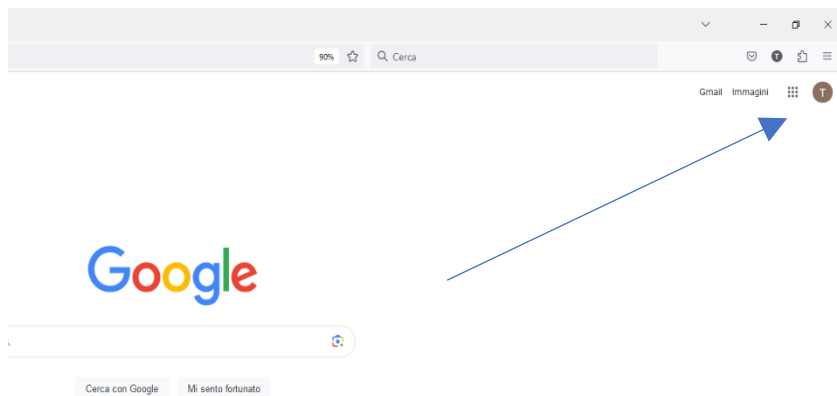 90% Cerca
T
Gmail Immagini T
Google
Cerca con Google Mi sento fortunato